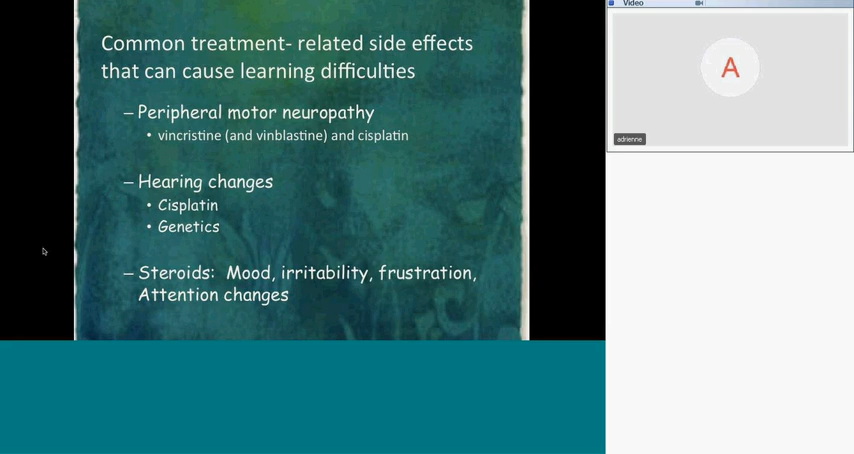 Common treatment- related side effects
that can cause learning difficulties
– Peripheral motor neuropathy
• vincristine (and vinblastine) and cisplatin
– Hearing changes
• Cisplatin
• Genetics
– Steroids: Mood, irritability, frustration,
Attention changes
Video
A
adrienne